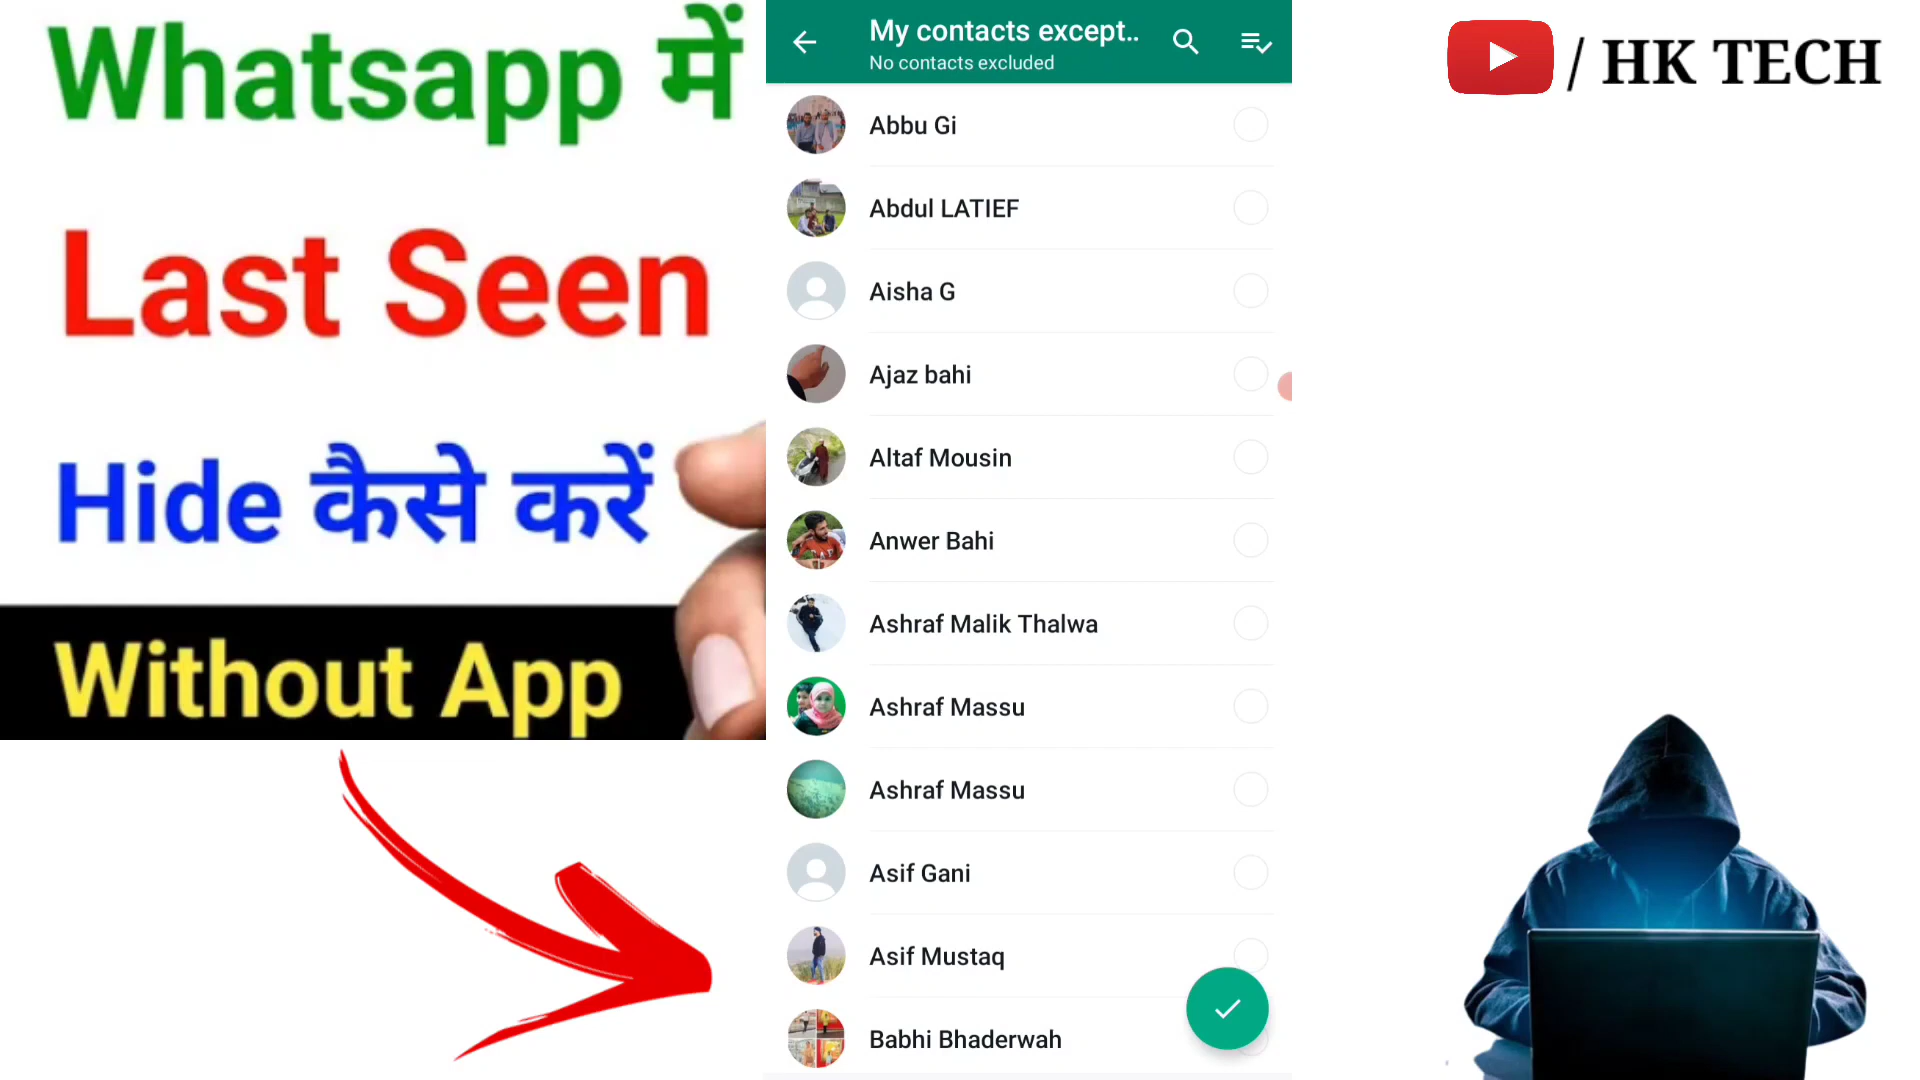 Whatsapp में
Last Seen
Hide कैसे करें
Without App
My contacts except..
No contacts excluded
Abbu Gi
Abdul LATIEF
Aisha G
Ajaz bahi
Altaf Mousin
Anwer Bahi
Ashraf Malik Thalwa
Ashraf Massu
Ashraf Massu
Asif Gani
Asif Mustaq
Babhi Bhaderwah
/ HK TECH